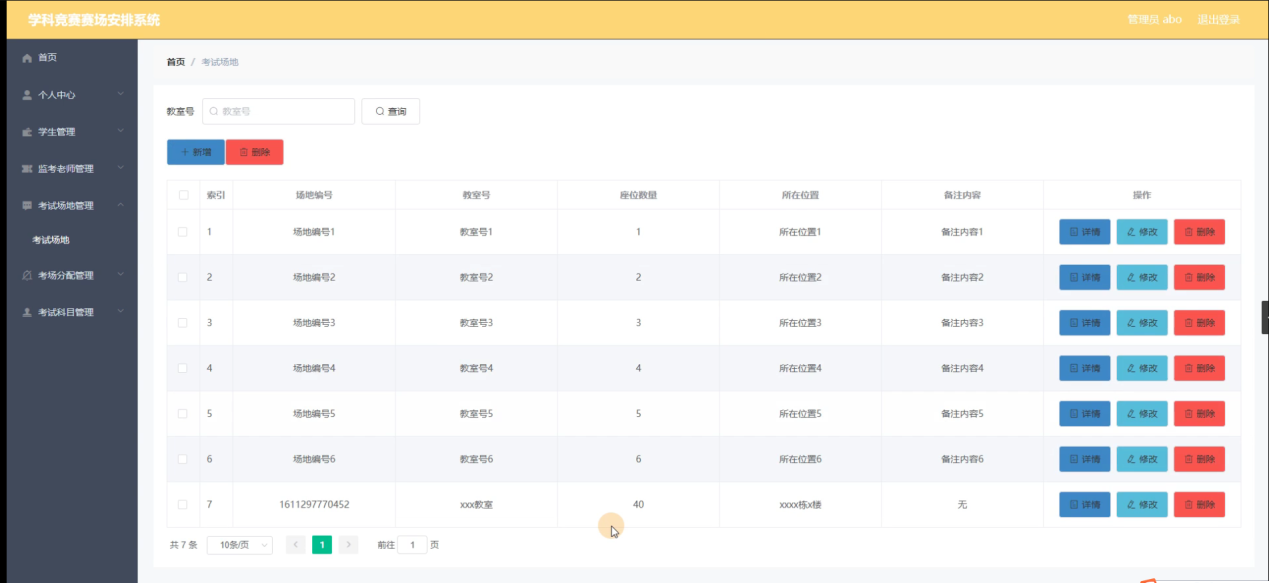 学科竞赛赛场安排系统 管理员 abo 退出登录
首页
个人中心
学生管理
监考老师管理
考试场地管理
考试场地
考场分配管理
考试科目管理
首页 / 考试场地
教室号 教室号 查询
新增 删除
索引 场地编号 教室号 座位数量 所在位置 备注内容 操作
1 场地编号1 教室号1 1 所在位置1 备注内容1 详情 修改 删除
2 场地编号2 教室号2 2 所在位置2 备注内容2 详情 修改 删除
3 场地编号3 教室号3 3 所在位置3 备注内容3 详情 修改 删除
4 场地编号4 教室号4 4 所在位置4 备注内容4 详情 修改 删除
5 场地编号5 教室号5 5 所在位置5 备注内容5 详情 修改 删除
6 场地编号6 教室号6 6 所在位置6 备注内容6 详情 修改 删除
7 1611297770452 xxx教室 40 xxxx栋x楼 无 详情 修改 删除
共 7 条 10条/页 1 前往 1 页